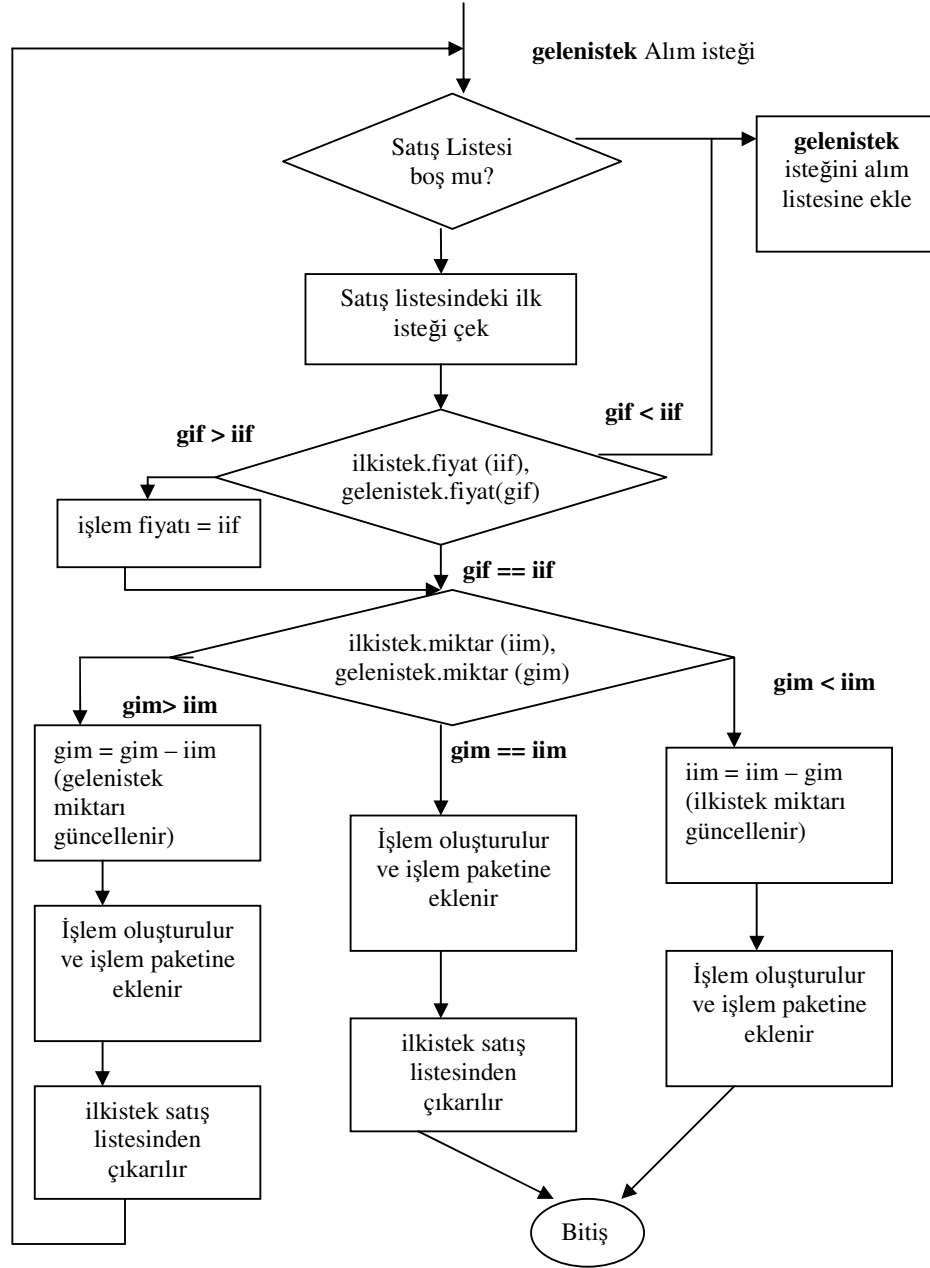 gelenistek Alım isteği
Satış Listesi
boş mu?
gelenistek
isteğini alım
listesine ekle
Satış listesindeki ilk
isteği çek
gif < iif
gif > iif
ilkistek.fiyat (iif),
gelenistek.fiyat(gif)
işlem fiyatı = iif
gif == iif
ilkistek.miktar (iim),
gelenistek.miktar (gim)
gim < iim
gim> iim
gim == iim
gim = gim – iim
(gelenistek
miktarı
güncellenir)
iim = iim – gim
(ilkistek miktarı
güncellenir)
İşlem oluşturulur
ve işlem paketine
eklenir
İşlem oluşturulur
ve işlem paketine
eklenir
İşlem oluşturulur
ve işlem paketine
eklenir
ilkistek satış
listesinden
çıkarılır
ilkistek satış
listesinden
çıkarılır
Bitiş